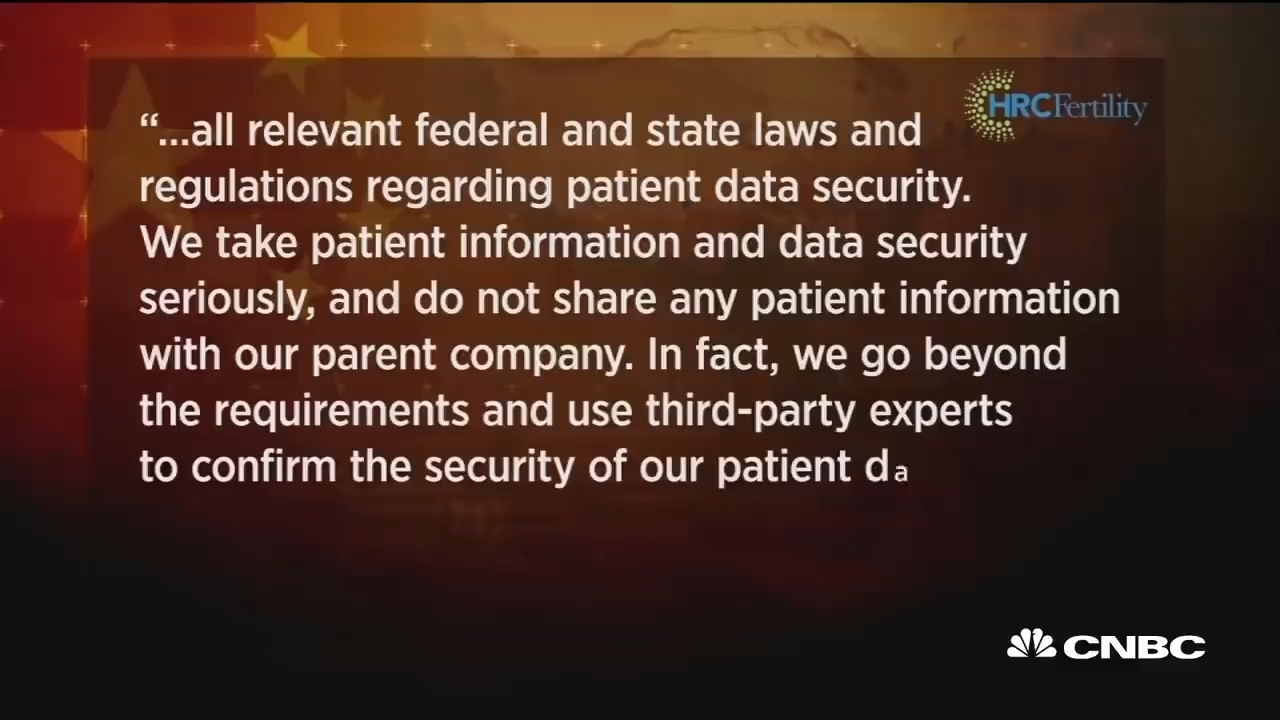 HRCFertility
“...all relevant federal and state laws and
regulations regarding patient data security.
We take patient information and data security
seriously, and do not share any patient information
with our parent company. In fact, we go beyond
the requirements and use third-party experts
to confirm the security of our patient da
CNBC